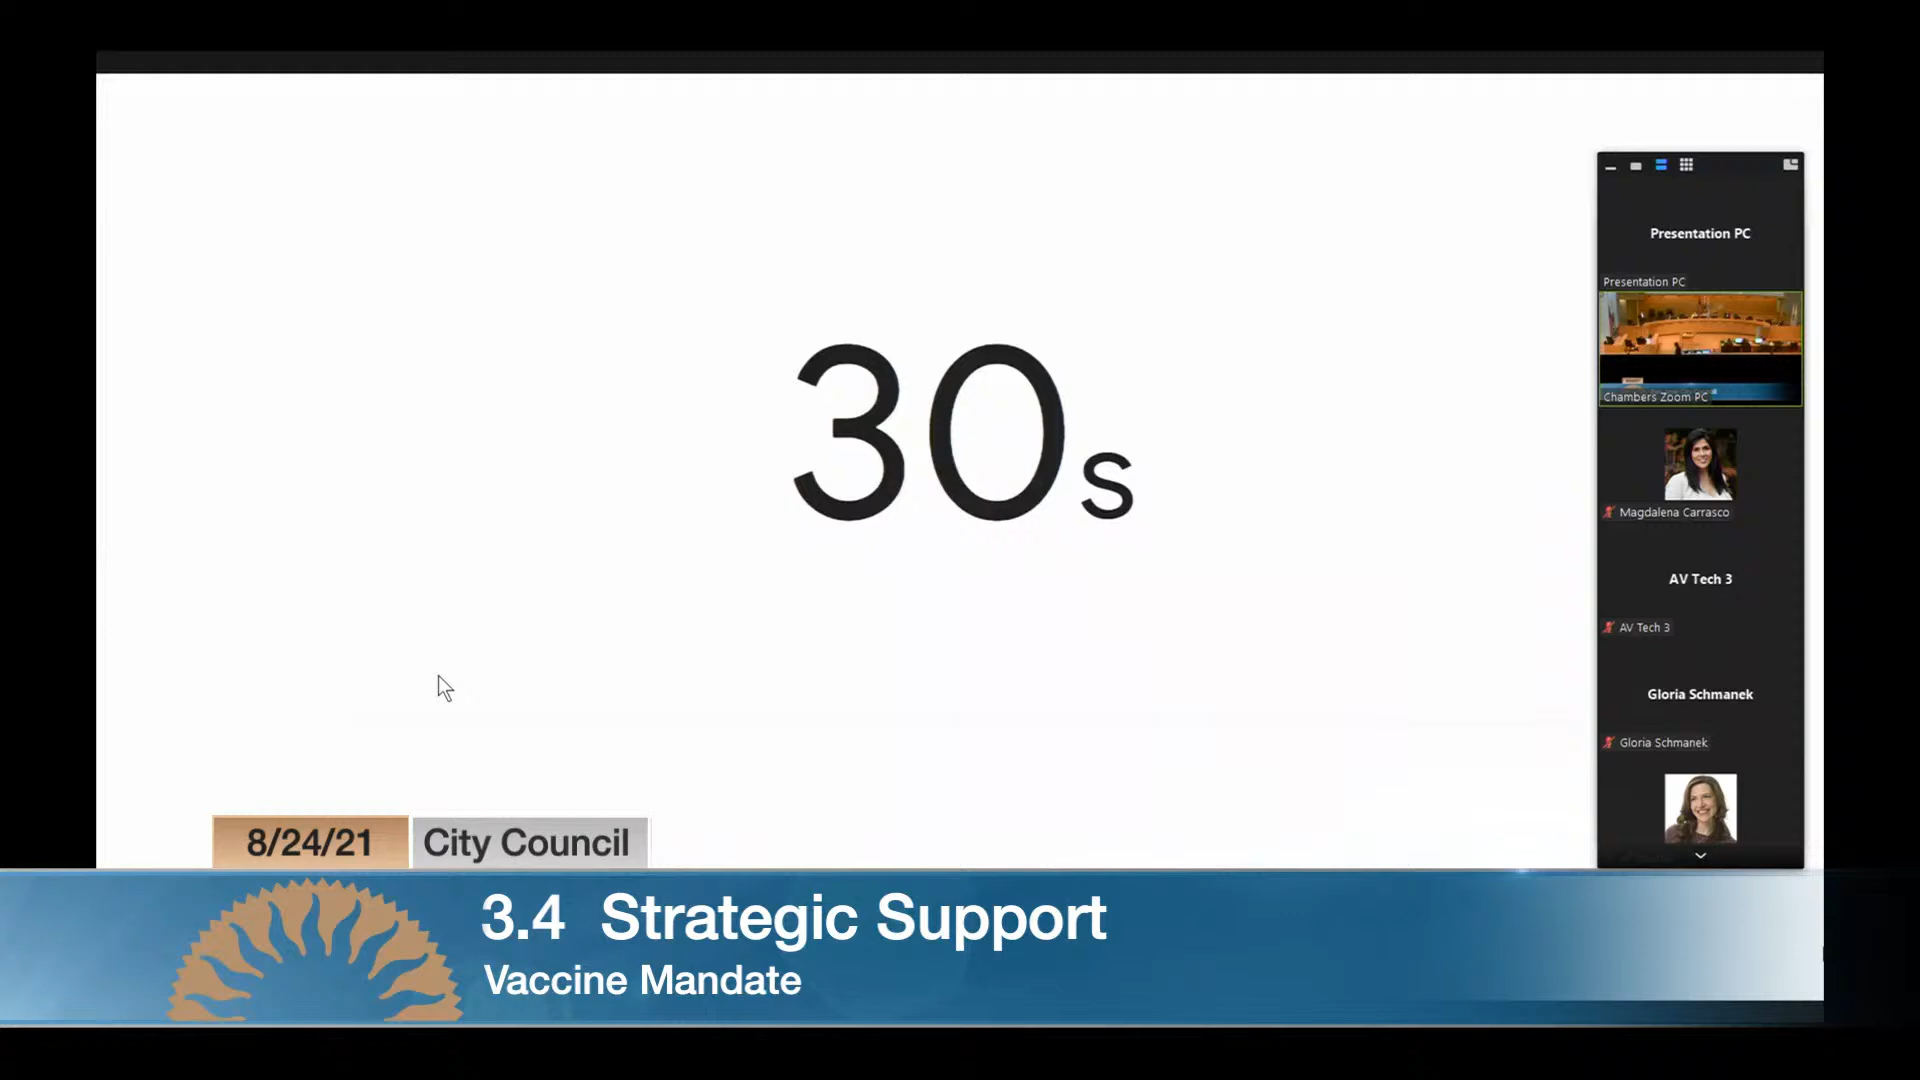 30s
Presentation PC
Presentation PC
Chambers Zoom PC
Magdalena Carrasco
AV Tech 3
AV Tech 3
Gloria Schmanek
Gloria Schmanek
8/24/21
City Council
3.4 Strategic Support
Vaccine Mandate